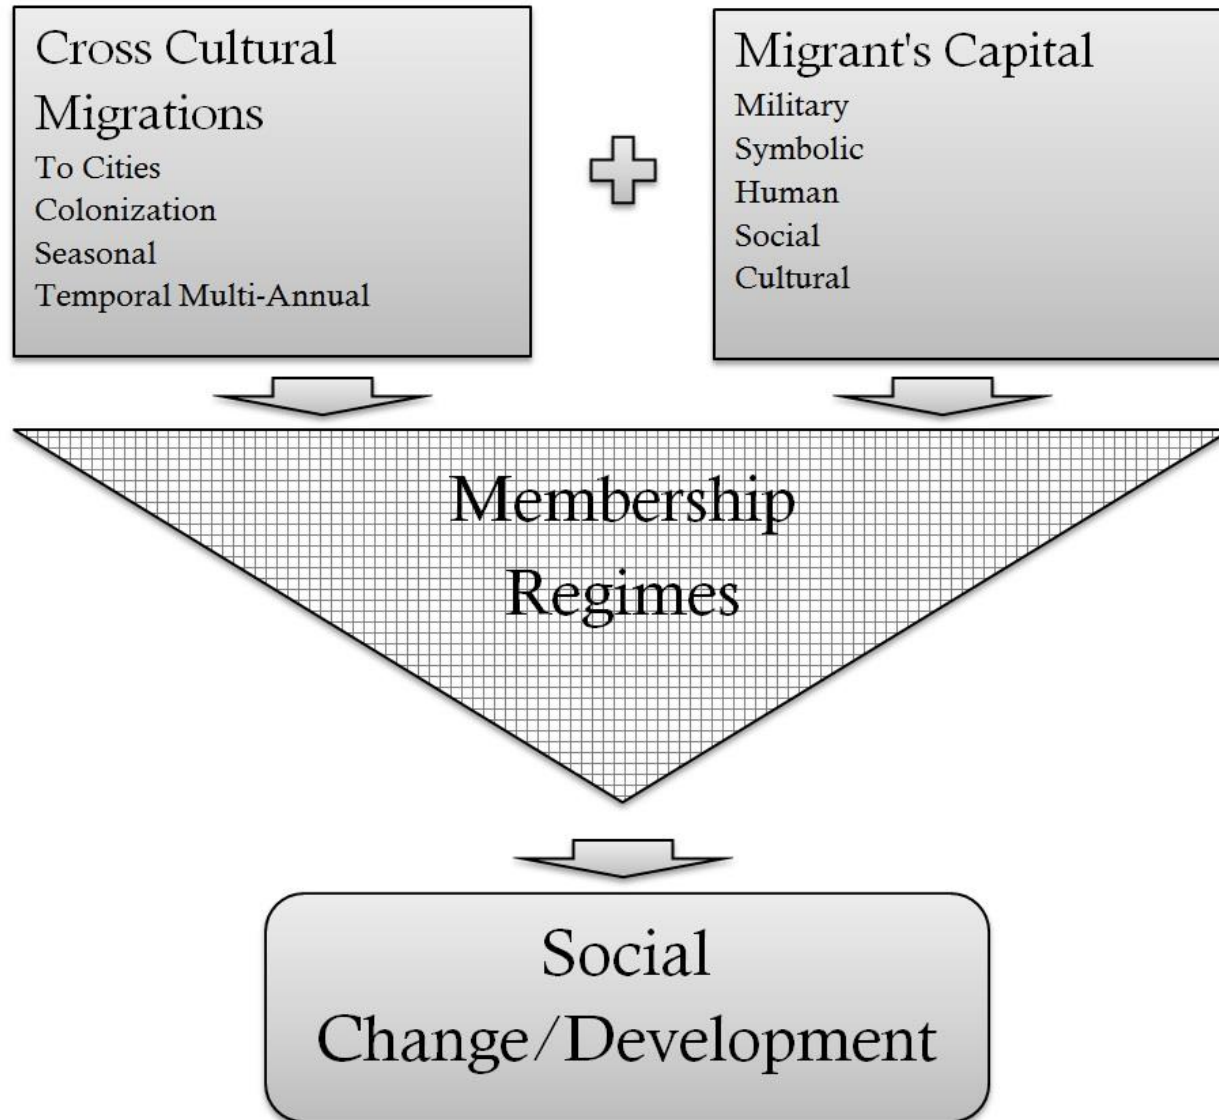 Cross Cultural
Migrations
To Cities
Colonization
Seasonal
Temporal Multi-Annual
Migrant's Capital
Military
Symbolic
Human
Social
Cultural
Membership
Regimes
Social
Change/Development